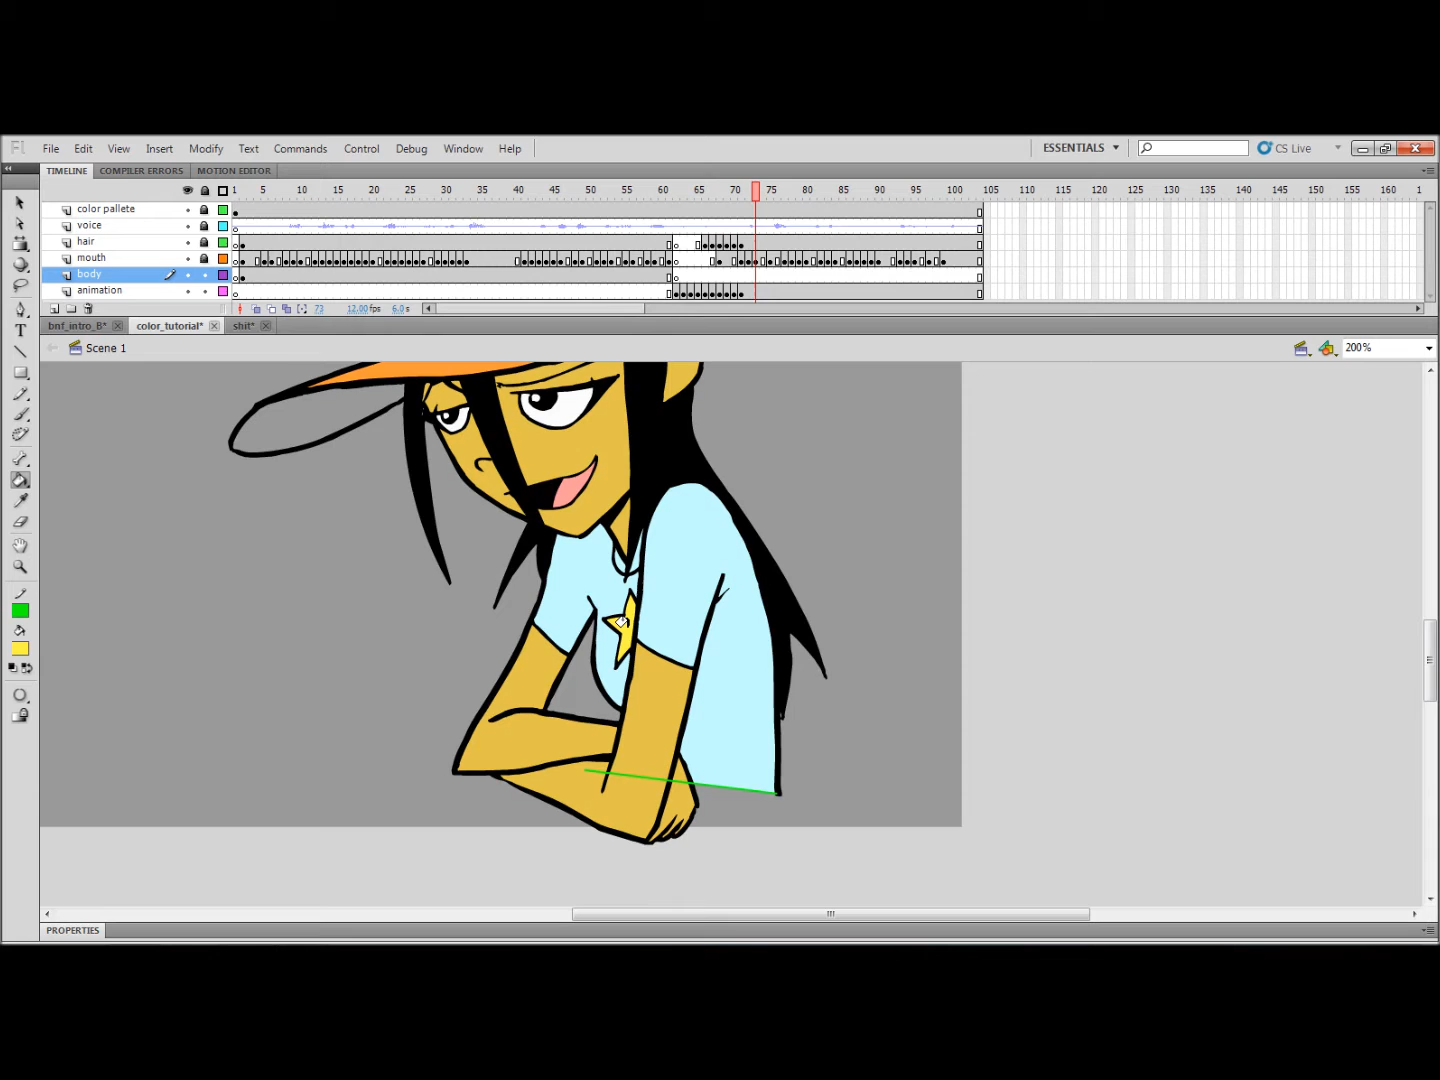 Fl File Edit View Insert Modify Text Commands Control Debug Window Help ESSENTIALS CS Live
TIMELINE COMPILER ERRORS MOTION EDITOR
1 5 10 15 20 25 30 35 40 45 50 55 60 65 70 75 80 85 90 95 100 105 110 115 120 125 130 135 140 145 150 155 160 1
color pallete
voice
hair
mouth
body
animation
73 12.00 fps 6.0 s
bnf_intro_B* color_tutorial* shit*
Scene 1 200%
T
PROPERTIES